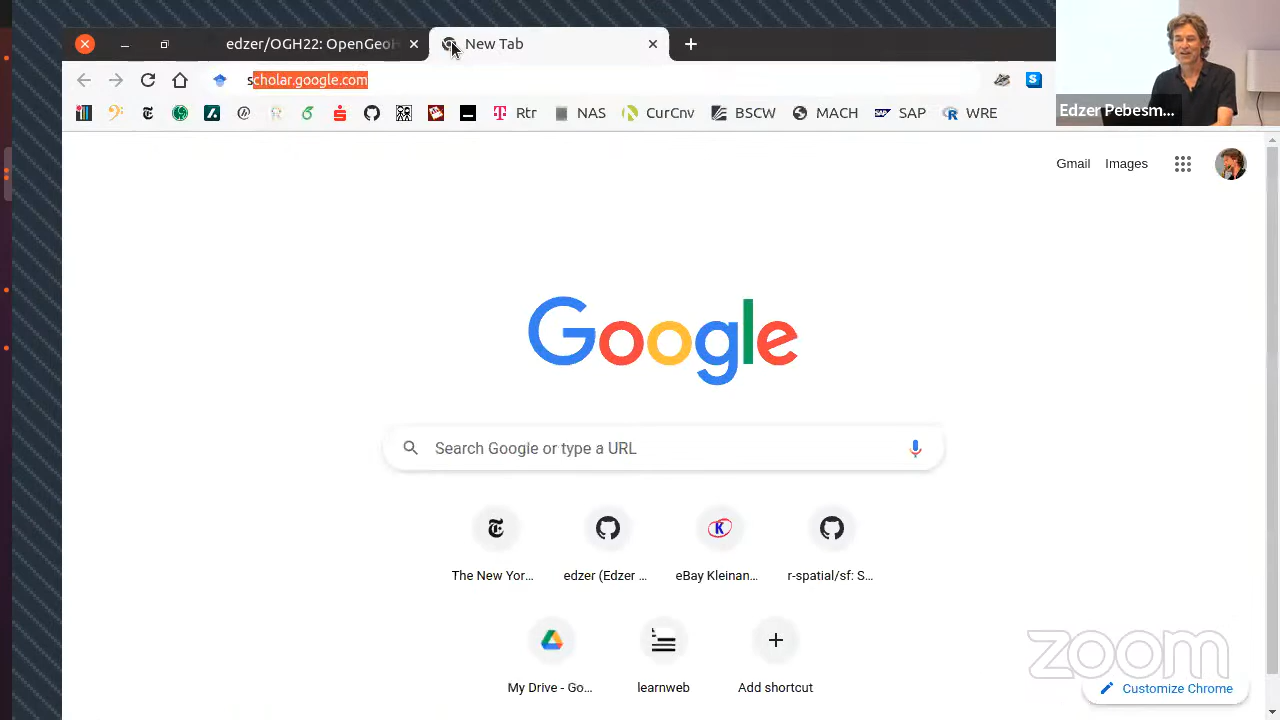 edzer/OGH22: OpenGeoH
New Tab
scholar.google.com
Edzer Pebesm...
Rtr
NAS
CurCnv
BSCW
MACH
SAP
WRE
Gmail
Images
Google
Search Google or type a URL
The New Yor...
edzer (Edzer ...
eBay Kleinan...
r-spatial/sf: S...
My Drive - Go...
learnweb
Add shortcut
zoom
Customize Chrome